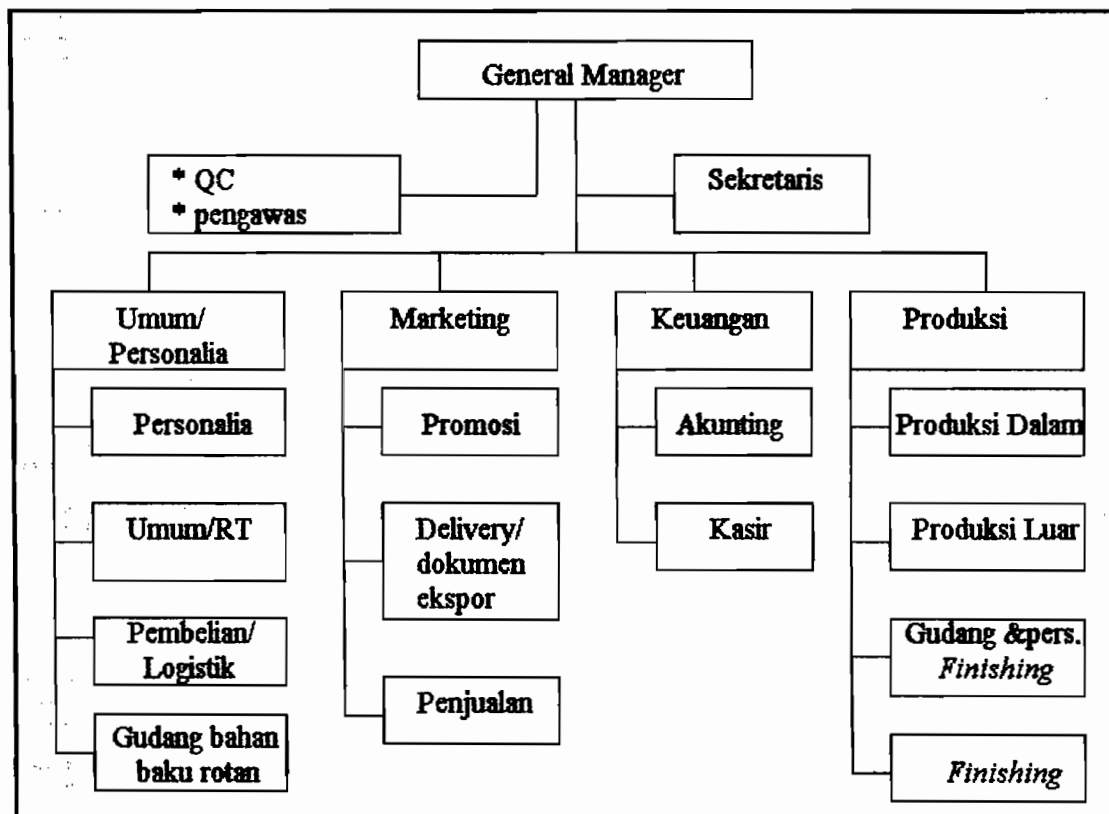 General Manager
* QC
* pengawas
Sekretaris
Umum/
Personalia
Personalia
Umum/RT
Pembelian/
Logistik
Gudang bahan
baku rotan
Marketing
Promosi
Delivery/
dokumen
ekspor
Penjualan
Keuangan
Akunting
Kasir
Produksi
Produksi Dalam
Produksi Luar
Gudang &pers.
Finishing
Finishing